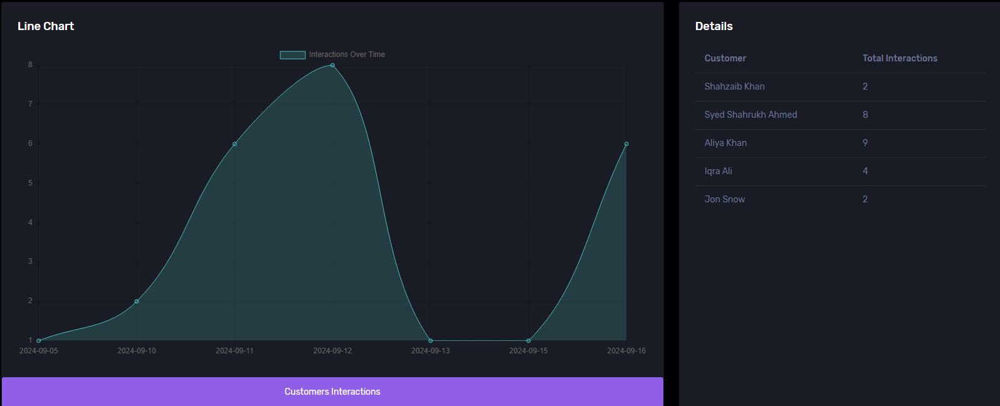 Line Chart
Interactions Over Time
8
7
6
5
4
3
2
1
2024-09-05 2024-09-10 2024-09-11 2024-09-12 2024-09-13 2024-09-15 2024-09-16
Customers Interactions
Details
Customer Total Interactions
Shahzaib Khan 2
Syed Shahrukh Ahmed 8
Aliya Khan 9
Iqra Ali 4
Jon Snow 2